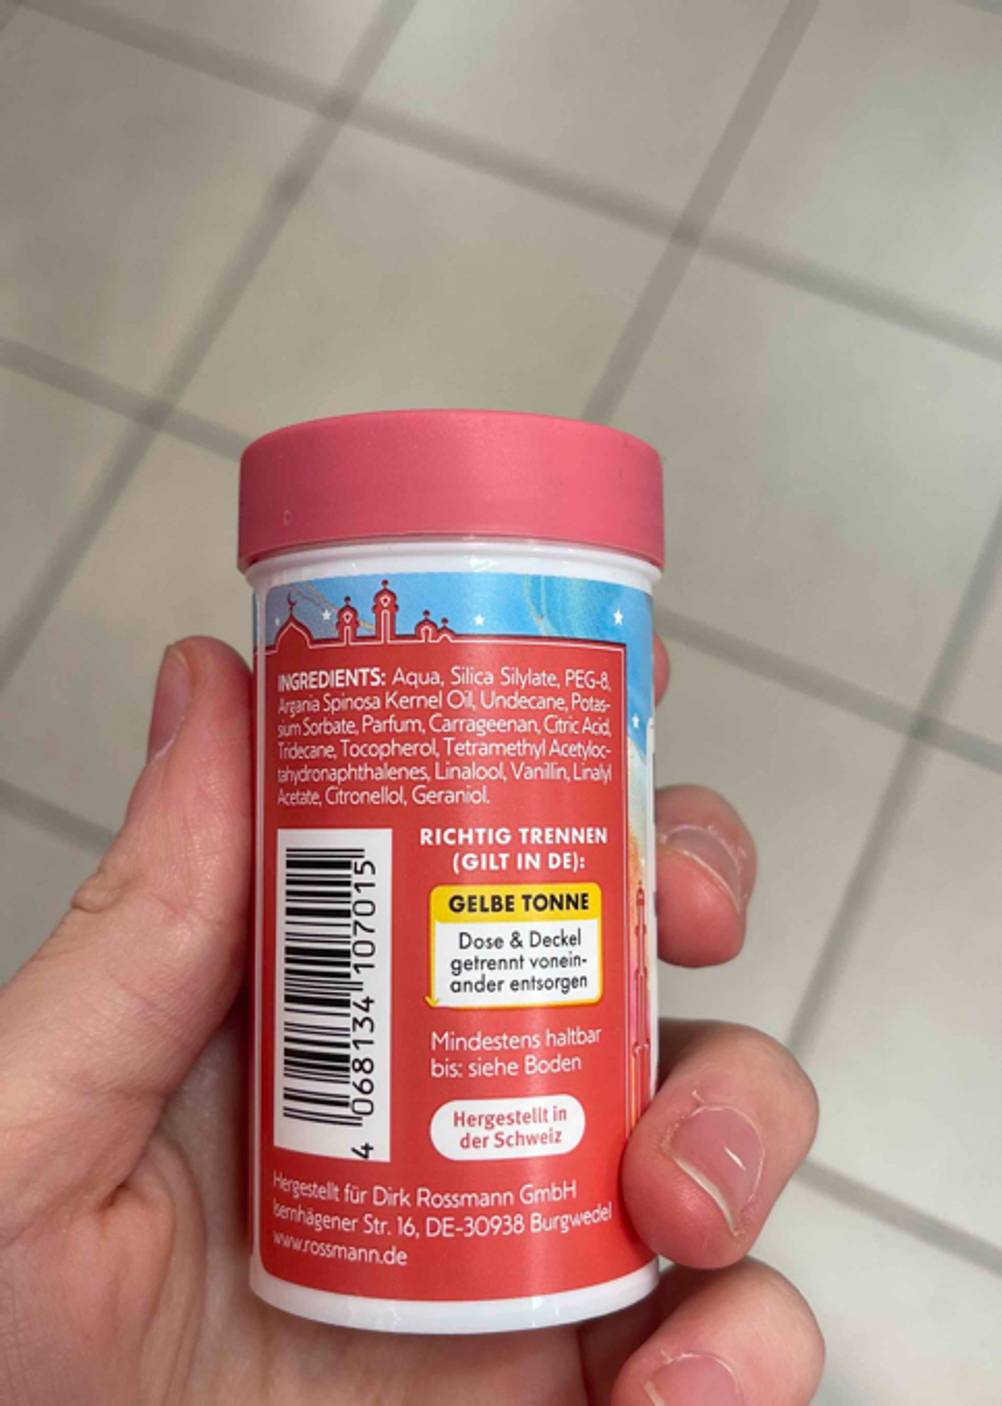 INGREDIENTS: Aqua, Silica Silylate, PEG-8,
Argania Spinosa Kernel Oil, Undecane, Potas-
sium Sorbate, Parfum, Carrageenan, Citric Acid,
Tridecane, Tocopherol, Tetramethyl Acetyloc-
tahydronaphthalenes, Linalool, Vanillin, Linalyl
Acetate, Citronellol, Geraniol.
RICHTIG TRENNEN
(GILT IN DE):
GELBE TONNE
Dose & Deckel
getrennt vonein-
ander entsorgen
Mindestens haltbar
bis: siehe Boden
Hergestellt in
der Schweiz
4 068134 107015
Hergestellt für Dirk Rossmann GmbH
Isernhägener Str. 16, DE-30938 Burgwedel
www.rossmann.de